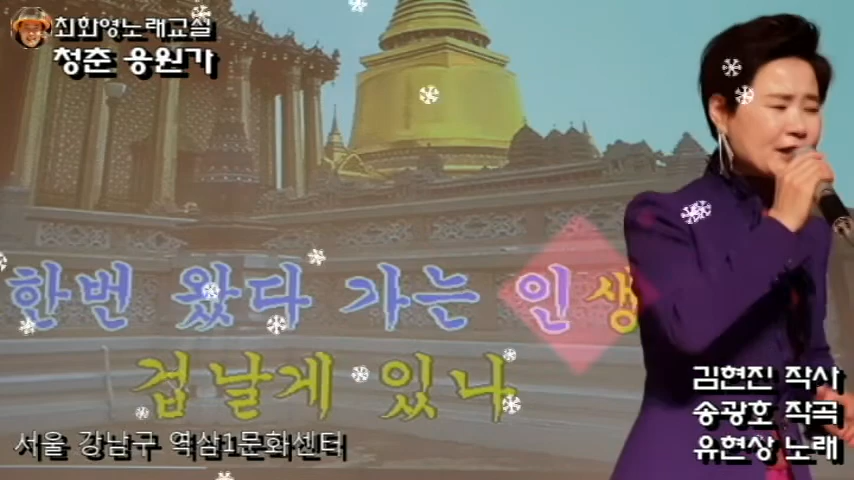 최화영노래교실
청춘 응원가
한번 왔다 가는 인생
겁날게 있나
김현진 작사
송광호 작곡
유현상 노래
서울 강남구 역삼1문화센터